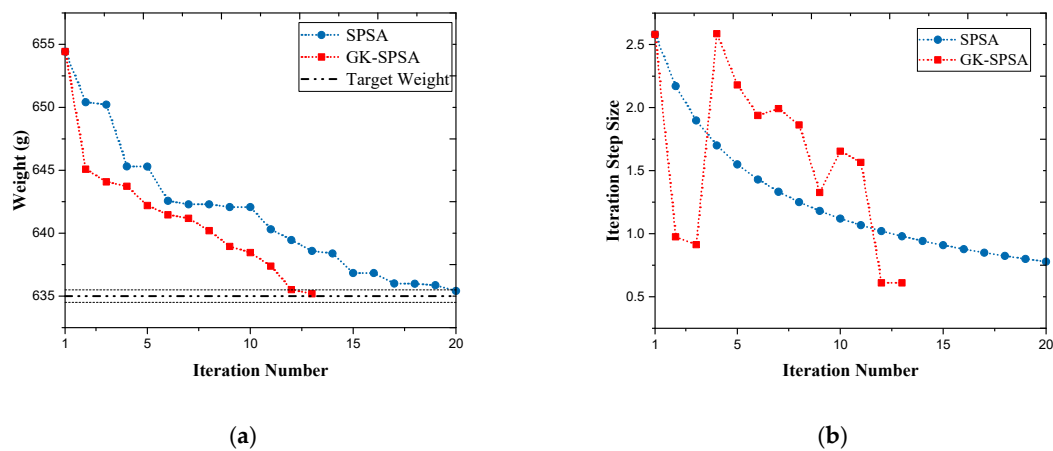 SPSA
GK-SPSA
Target Weight
655
650
645
640
635
Weight (g)
1
5
10
15
20
Iteration Number
(a)
SPSA
GK-SPSA
2.5
2.0
1.5
1.0
0.5
Iteration Step Size
1
5
10
15
20
Iteration Number
(b)